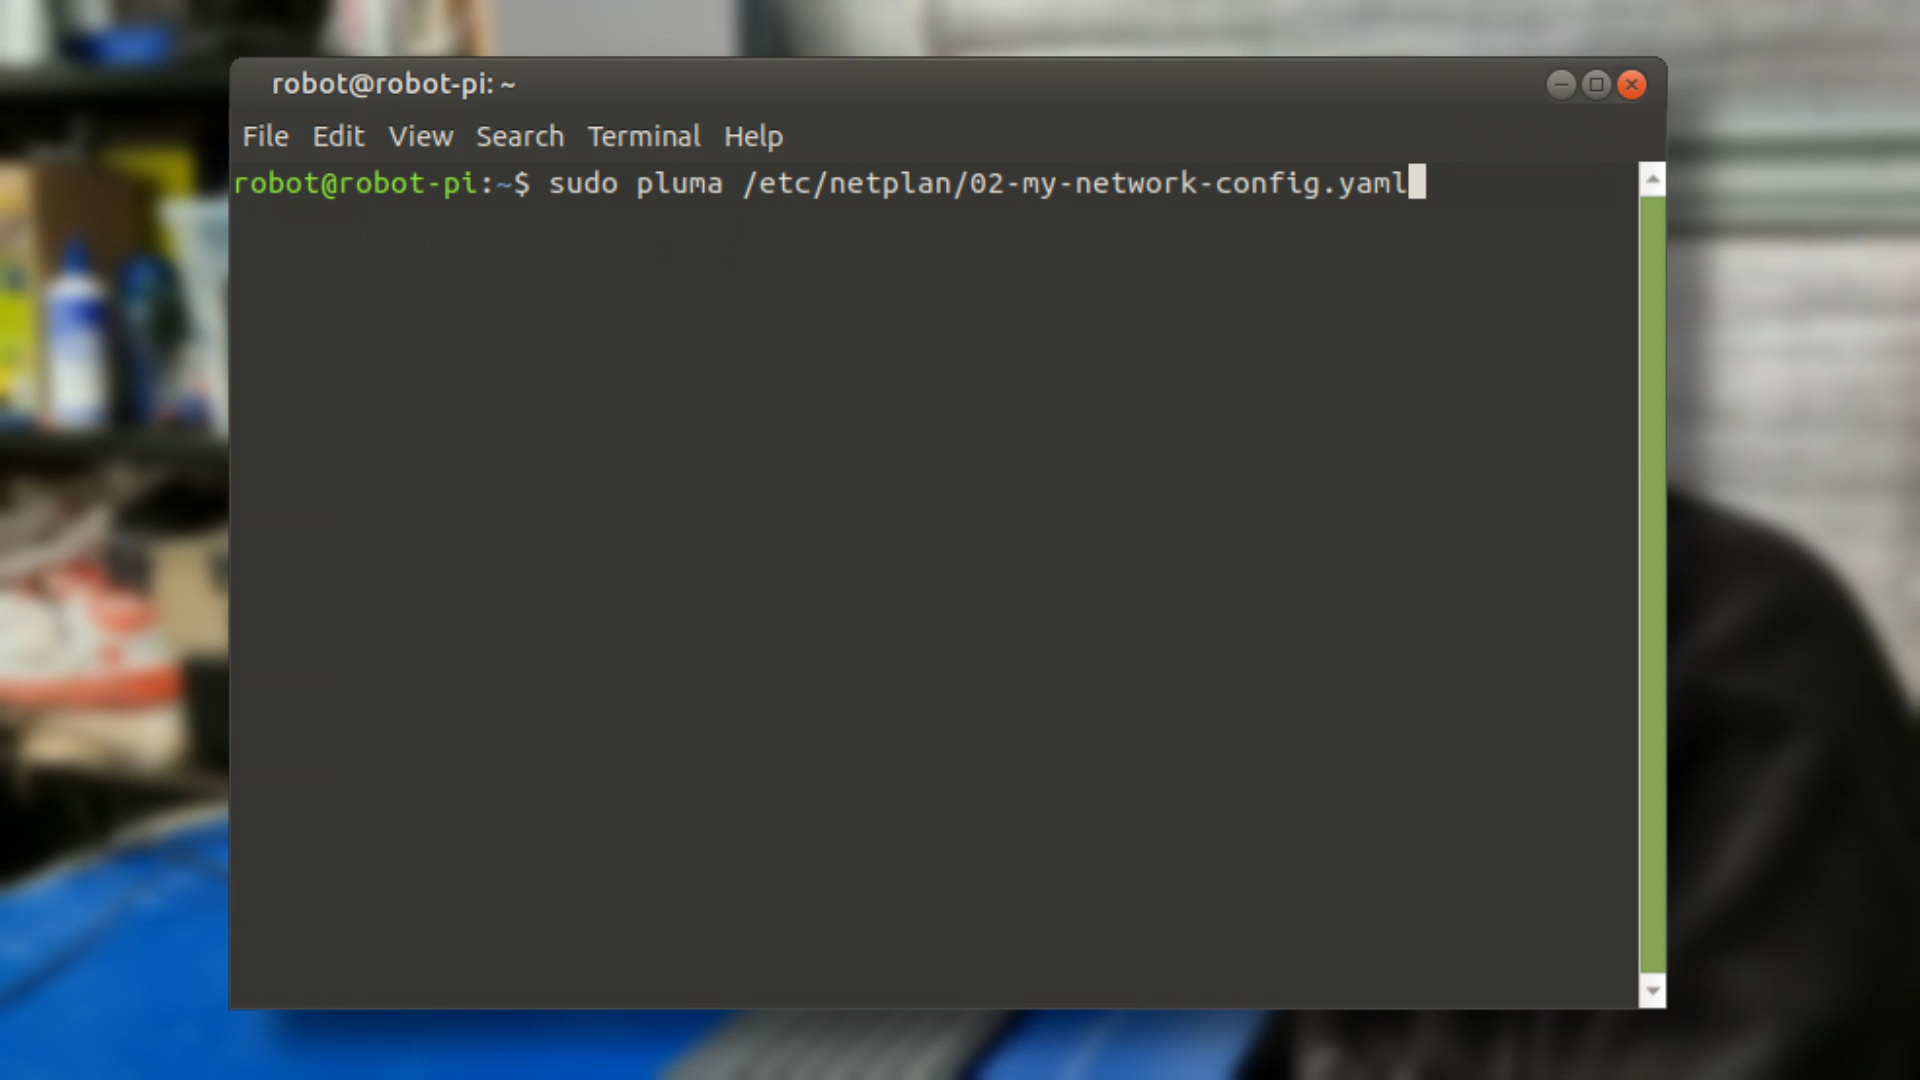 robot@robot-pi: ~
File Edit View Search Terminal Help
robot@robot-pi:~$ sudo pluma /etc/netplan/02-my-network-config.yaml